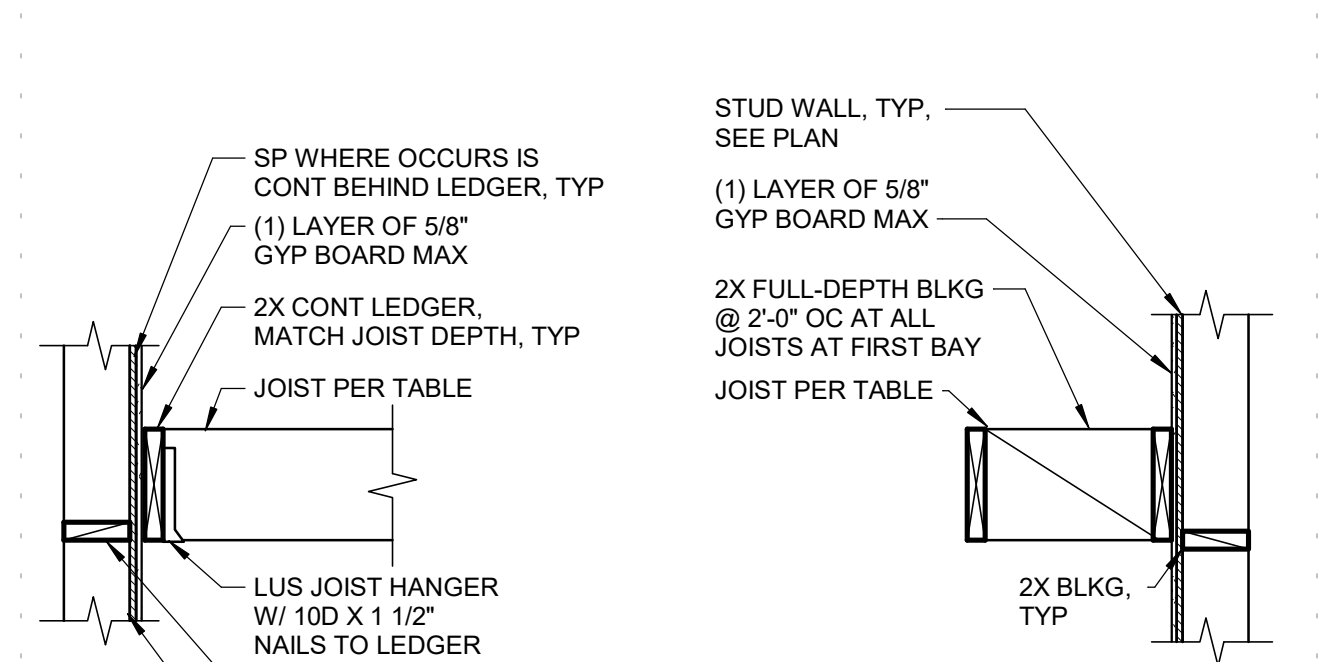 SP WHERE OCCURS IS
CONT BEHIND LEDGER, TYP
(1) LAYER OF 5/8"
GYP BOARD MAX
2X CONT LEDGER,
MATCH JOIST DEPTH, TYP
JOIST PER TABLE
LUS JOIST HANGER
W/ 10D X 1 1/2"
NAILS TO LEDGER
STUD WALL, TYP,
SEE PLAN
(1) LAYER OF 5/8"
GYP BOARD MAX
2X FULL-DEPTH BLKG
@ 2'-0" OC AT ALL
JOISTS AT FIRST BAY
JOIST PER TABLE
2X BLKG,
TYP